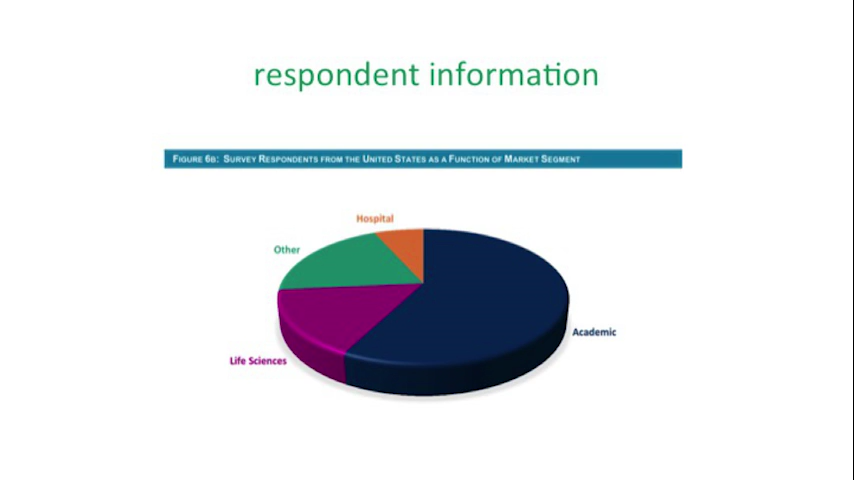 respondent information
FIGURE 6B: SURVEY RESPONDENTS FROM THE UNITED STATES AS A FUNCTION OF MARKET SEGMENT
Hospital
Other
Academic
Life Sciences